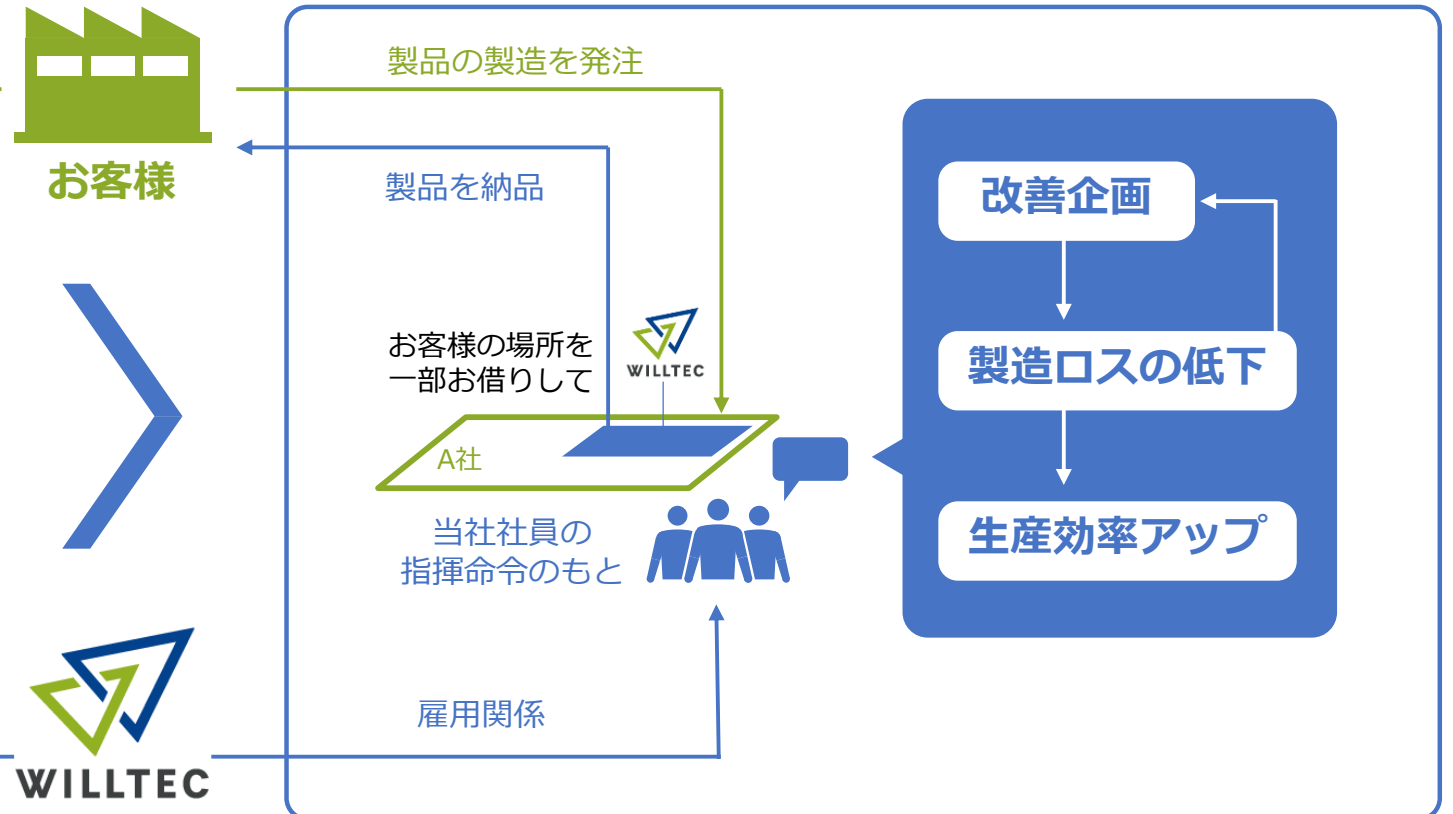 製品の製造を発注
お客様
製品を納品
改善企画
お客様の場所を
一部お借りして
WILLTEC
製造ロスの低下
A社
当社社員の
指揮命令のもと
生産効率アップ
雇用関係
WILLTEC